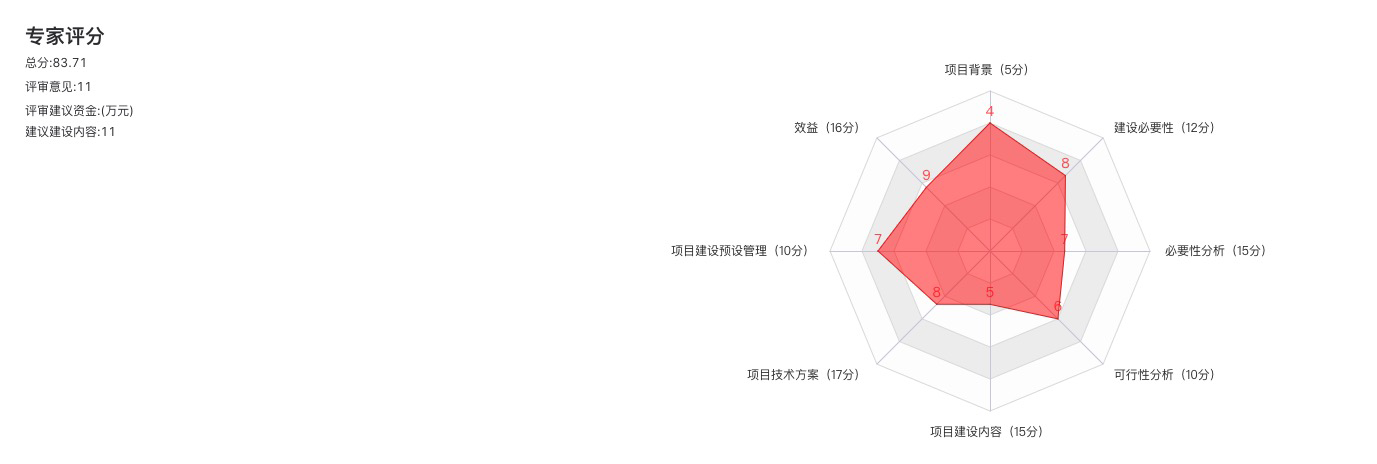 专家评分
总分:83.71
评审意见:11
评审建议资金:(万元)
建议建设内容:11
项目背景（5分）
4
效益（16分）
建设必要性（12分）
8
9
项目建设预设管理（10分）
7
7
必要性分析（15分）
8
5
6
项目技术方案（17分）
可行性分析（10分）
项目建设内容（15分）